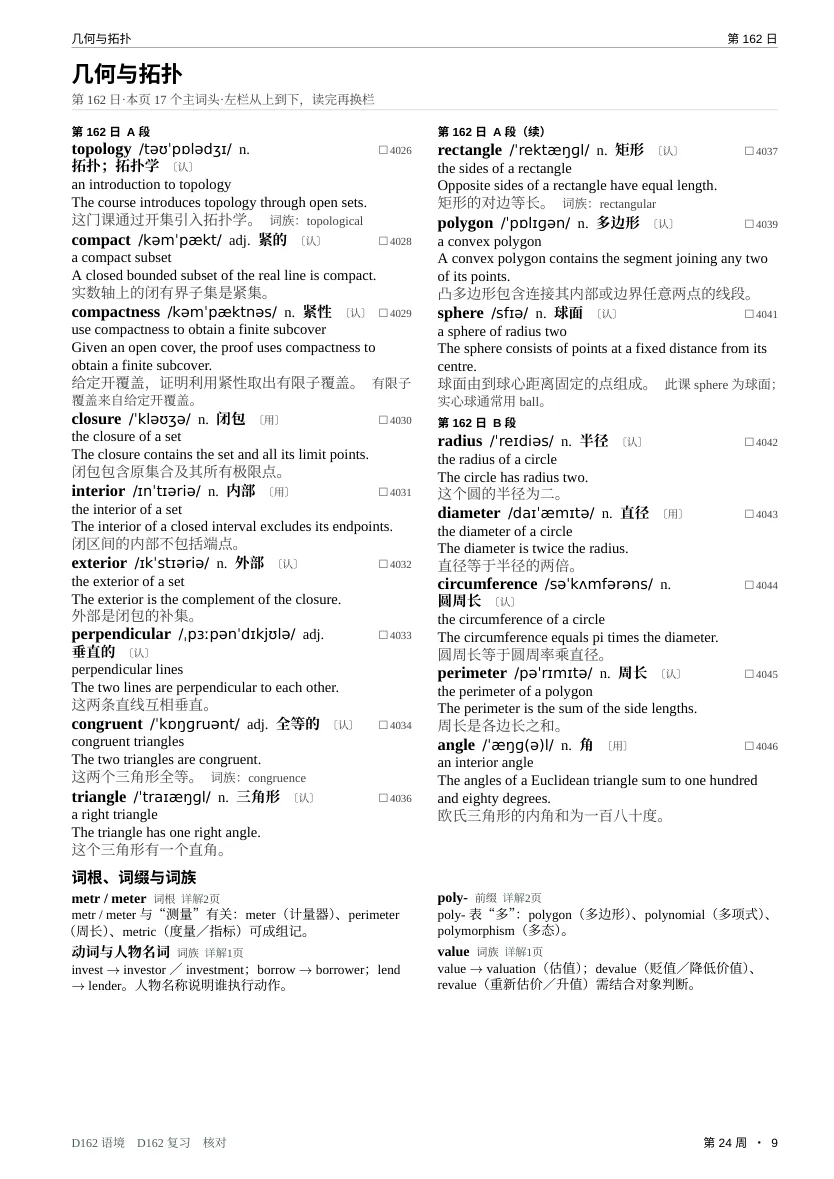 几何与拓扑
第 162 日
几何与拓扑
第 162 日·本页 17 个主词头·左栏从上到下，读完再换栏
第 162 日 A 段
topology /təʊˈpɒlədʒɪ/ n. □ 4026
拓扑；拓扑学 〔认〕
an introduction to topology
The course introduces topology through open sets.
这门课通过开集引入拓扑学。 词族：topological
compact /kəmˈpækt/ adj. 紧的 〔认〕 □ 4028
a compact subset
A closed bounded subset of the real line is compact.
实数轴上的闭有界子集是紧集。
compactness /kəmˈpæktnəs/ n. 紧性 〔认〕 □ 4029
use compactness to obtain a finite subcover
Given an open cover, the proof uses compactness to
obtain a finite subcover.
给定开覆盖，证明利用紧性取出有限子覆盖。 有限子
覆盖来自给定开覆盖。
closure /ˈkləʊʒə/ n. 闭包 〔用〕 □ 4030
the closure of a set
The closure contains the set and all its limit points.
闭包包含原集合及其所有极限点。
interior /ɪnˈtɪəriə/ n. 内部 〔用〕 □ 4031
the interior of a set
The interior of a closed interval excludes its endpoints.
闭区间的内部不包括端点。
exterior /ɪkˈstɪəriə/ n. 外部 〔认〕 □ 4032
the exterior of a set
The exterior is the complement of the closure.
外部是闭包的补集。
perpendicular /ˌpɜːpənˈdɪkjʊlə/ adj. □ 4033
垂直的 〔认〕
perpendicular lines
The two lines are perpendicular to each other.
这两条直线互相垂直。
congruent /ˈkɒŋgruənt/ adj. 全等的 〔认〕 □ 4034
congruent triangles
The two triangles are congruent.
这两个三角形全等。 词族：congruence
triangle /ˈtraɪæŋgl/ n. 三角形 〔认〕 □ 4036
a right triangle
The triangle has one right angle.
这个三角形有一个直角。
第 162 日 A 段（续）
rectangle /ˈrektæŋgl/ n. 矩形 〔认〕 □ 4037
the sides of a rectangle
Opposite sides of a rectangle have equal length.
矩形的对边等长。 词族：rectangular
polygon /ˈpɒlɪgən/ n. 多边形 〔认〕 □ 4039
a convex polygon
A convex polygon contains the segment joining any two
of its points.
凸多边形包含连接其内部或边界任意两点的线段。
sphere /sfɪə/ n. 球面 〔认〕 □ 4041
a sphere of radius two
The sphere consists of points at a fixed distance from its
centre.
球面由到球心距离固定的点组成。 此课 sphere 为球面；
实心球通常用 ball。
第 162 日 B 段
radius /ˈreɪdiəs/ n. 半径 〔认〕 □ 4042
the radius of a circle
The circle has radius two.
这个圆的半径为二。
diameter /daɪˈæmɪtə/ n. 直径 〔用〕 □ 4043
the diameter of a circle
The diameter is twice the radius.
直径等于半径的两倍。
circumference /səˈkʌmfərəns/ n. □ 4044
圆周长 〔认〕
the circumference of a circle
The circumference equals pi times the diameter.
圆周长等于圆周率乘直径。
perimeter /pəˈrɪmɪtə/ n. 周长 〔认〕 □ 4045
the perimeter of a polygon
The perimeter is the sum of the side lengths.
周长是各边长之和。
angle /ˈæŋg(ə)l/ n. 角 〔用〕 □ 4046
an interior angle
The angles of a Euclidean triangle sum to one hundred
and eighty degrees.
欧氏三角形的内角和为一百八十度。
词根、词缀与词族
metr / meter 词根 详解2页
metr / meter 与“测量”有关：meter（计量器）、perimeter
（周长）、metric（度量／指标）可成组记。
动词与人物名词 词族 详解1页
invest → investor ／ investment；borrow → borrower；lend
→ lender。人物名称说明谁执行动作。
poly- 前缀 详解2页
poly- 表“多”：polygon（多边形）、polynomial（多项式）、
polymorphism（多态）。
value 词族 详解1页
value → valuation（估值）；devalue（贬值／降低价值）、
revalue（重新估价／升值）需结合对象判断。
D162 语境 D162 复习 核对
第 24 周 · 9